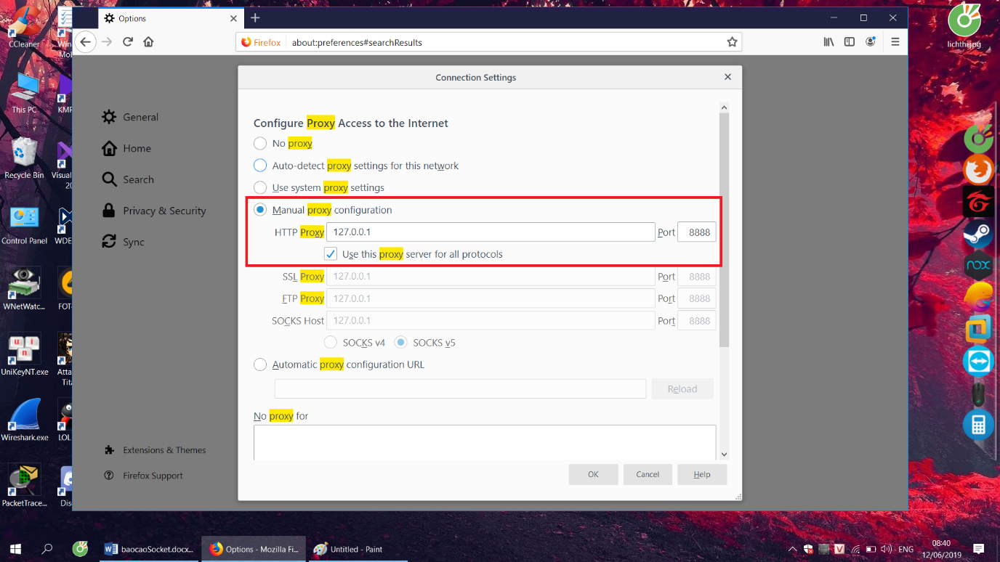 Options
Firefox
about:preferences#searchResults
CCleaner
Win
Mo
This PC
KMP
Recycle Bin
Visual
20
Control Panel
WDE
WNetWatc...
FOT
UniKeyNT.exe
Atta
Tita
Wireshark.exe
LOL
PacketTrace...
Dis
lichthi.jpg
General
Home
Search
Privacy & Security
Sync
Extensions & Themes
Firefox Support
Connection Settings
Configure Proxy Access to the Internet
No proxy
Auto-detect proxy settings for this network
Use system proxy settings
Manual proxy configuration
HTTP Proxy 127.0.0.1 Port 8888
Use this proxy server for all protocols
SSL Proxy 127.0.0.1 Port 8888
FTP Proxy 127.0.0.1 Port 8888
SOCKS Host 127.0.0.1 Port 8888
SOCKS v4 SOCKS v5
Automatic proxy configuration URL
Reload
No proxy for
OK Cancel Help
nox
u n i
baocaoSocket.docx...
Options - Mozilla Fi...
Untitled - Paint
V
ENG
08:40
12/06/2019